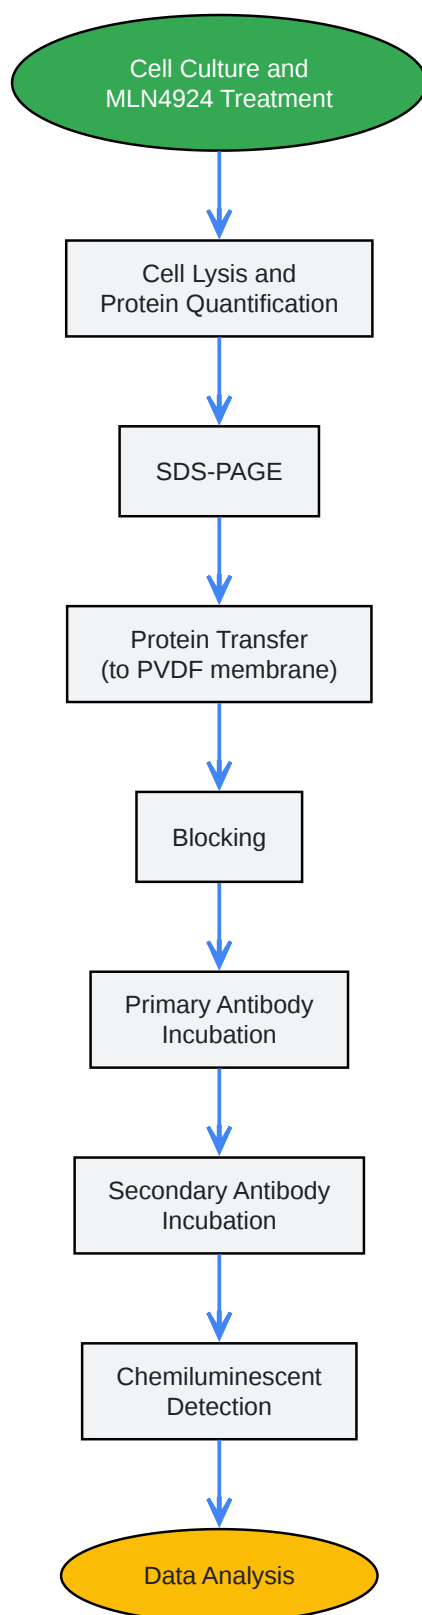 Cell Culture and
MLN4924 Treatment
Cell Lysis and
Protein Quantification
SDS-PAGE
Protein Transfer
(to PVDF membrane)
Blocking
Primary Antibody
Incubation
Secondary Antibody
Incubation
Chemiluminescent
Detection
Data Analysis